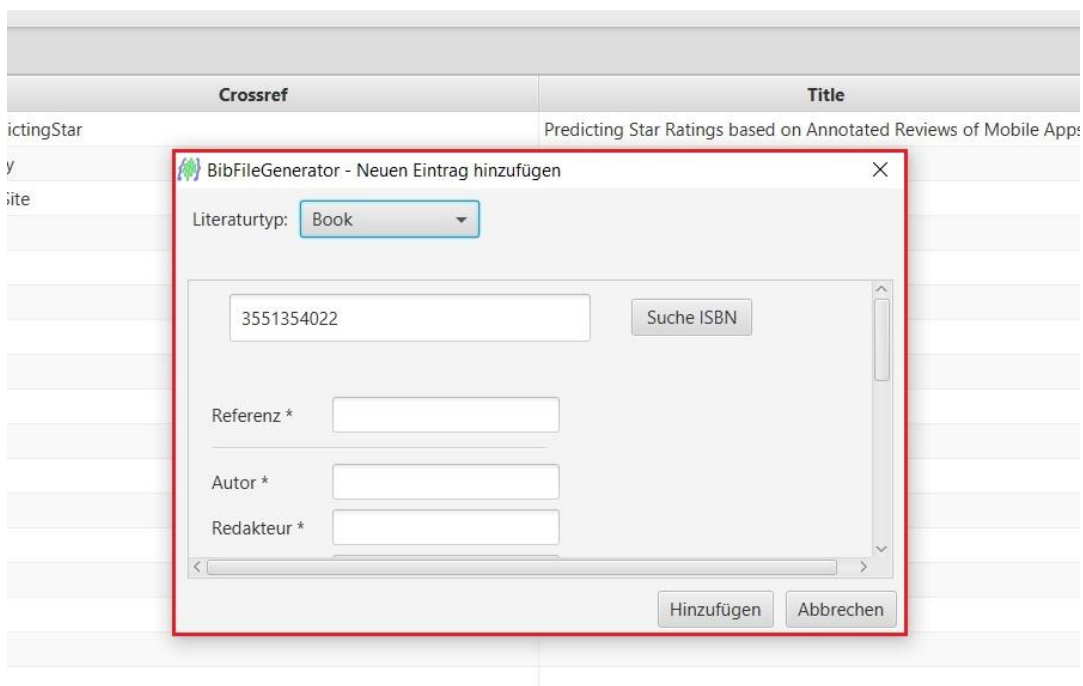 Crossref Title
ictingStar Predicting Star Ratings based on Annotated Reviews of Mobile Apps
y
Site
BibFileGenerator - Neuen Eintrag hinzufügen
Literaturtyp: Book
3551354022 Suche ISBN
Referenz *
Autor *
Redakteur *
Hinzufügen Abbrechen